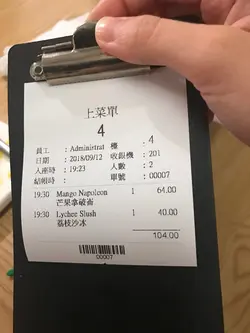 上菜單
4
員工 : Administrat 檯 : 4
日期 : 2018/09/12 收銀機 : 201
入座時 : 19:23 人數 : 2
結帳時 : 單號 : 00007
19:30 Mango Napoleon 1 64.00
芒果拿破崙
19:30 Lychee Slush 1 40.00
荔枝沙冰
104.00
00007